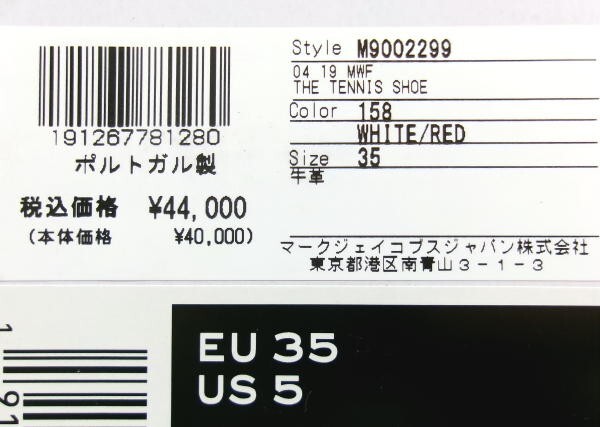 191267781280
ポルトガル製
税込価格 ¥44,000
(本体価格 ¥40,000)
Style M9002299
04 19 MWF
THE TENNIS SHOE
Color 158
WHITE/RED
Size 35
牛革
マークジェイコブスジャパン株式会社
東京都港区南青山3-1-3
EU 35
US 5
1 91